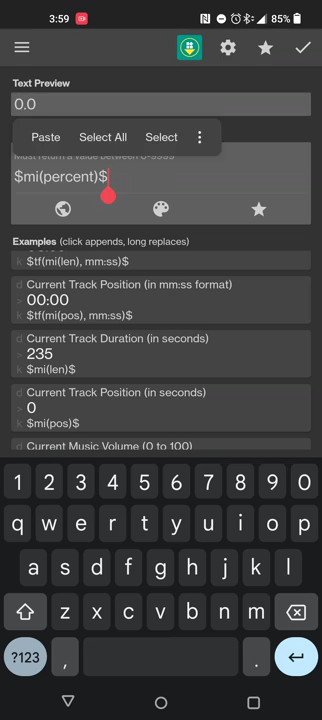 3:59
85%
Text Preview
0.0
Paste
Select All
Select
Must return a value between 0-9999
$mi(percent)$
Examples (click appends, long replaces)
k $tf(mi(len), mm:ss)$
d Current Track Position (in mm:ss format)
> 00:00
k $tf(mi(pos), mm:ss)$
d Current Track Duration (in seconds)
> 235
k $mi(len)$
d Current Track Position (in seconds)
> 0
k $mi(pos)$
d Current Music Volume (0 to 100)
1 2 3 4 5 6 7 8 9 0
q w e r t y u i o p
a s d f g h j k l
z x c v b n m
?123 , .